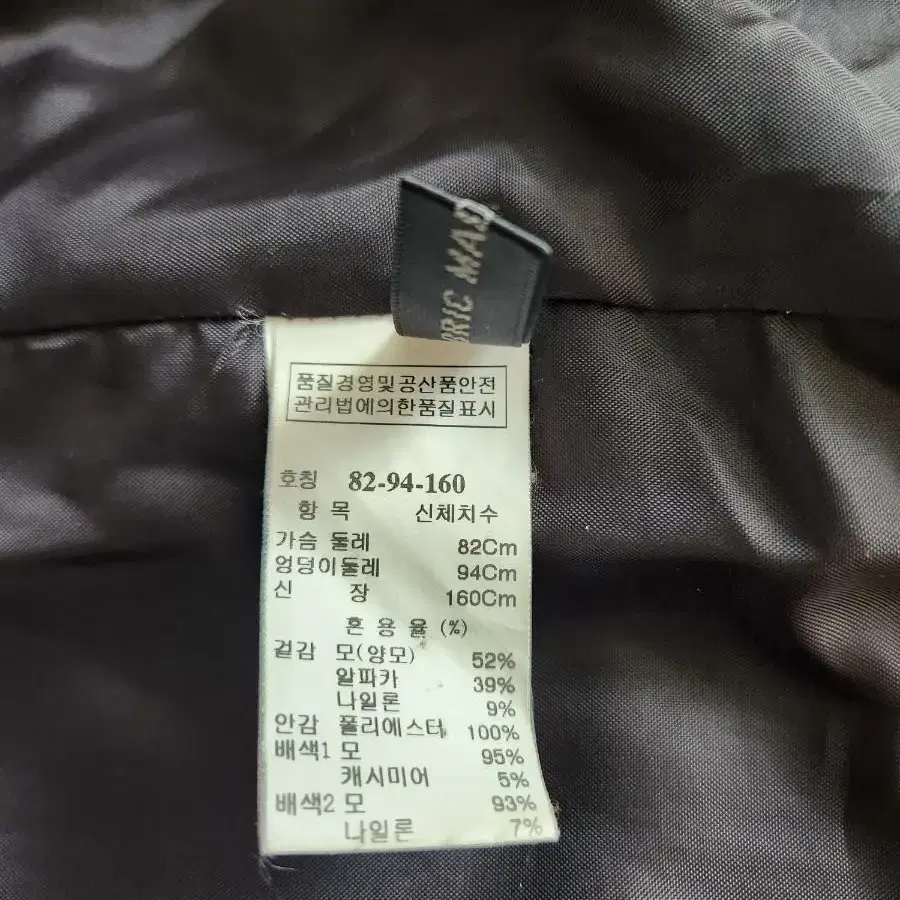 BRIC MAD
품질경영및공산품안전
관리법에의한품질표시
호칭 82-94-160
항 목 신체치수
가슴 둘레 82Cm
엉덩이둘레 94Cm
신 장 160Cm
혼 용 율 (%)
겉감 모(양모) 52%
알파카 39%
나일론 9%
안감 폴리에스터 100%
배색1 모 95%
캐시미어 5%
배색2 모 93%
나일론 7%